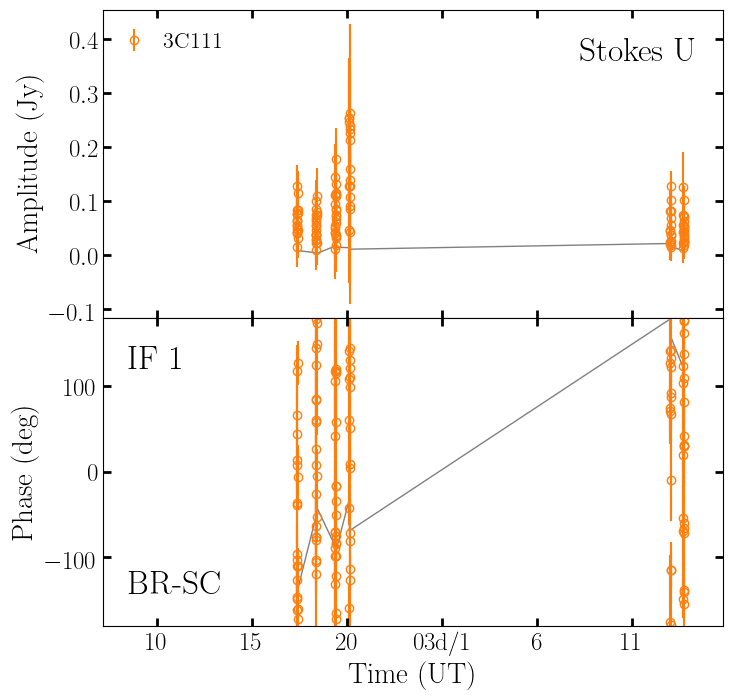 3C111
Stokes U
Amplitude (Jy)
0.4
0.3
0.2
0.1
0.0
−0.1
IF 1
Phase (deg)
100
0
−100
BR-SC
10 15 20 03d/1 6 11
Time (UT)